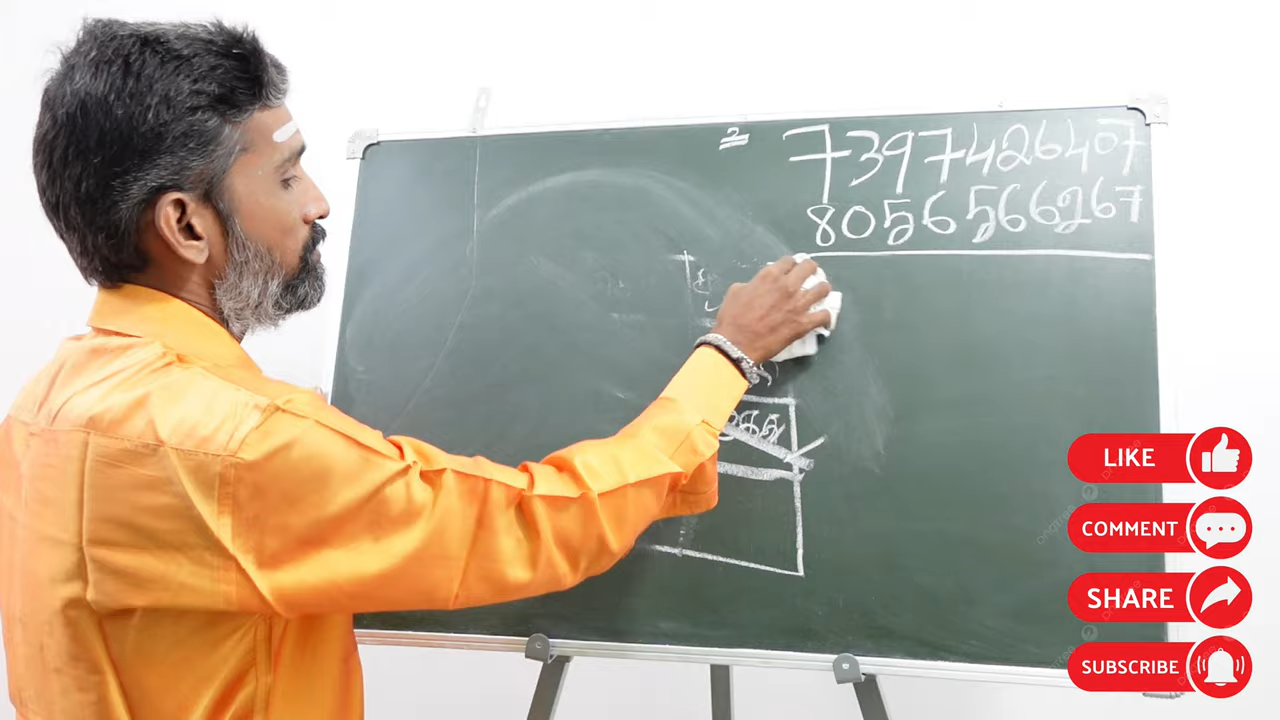 = 7397426407
8056566267
LIKE
COMMENT
SHARE
SUBSCRIBE